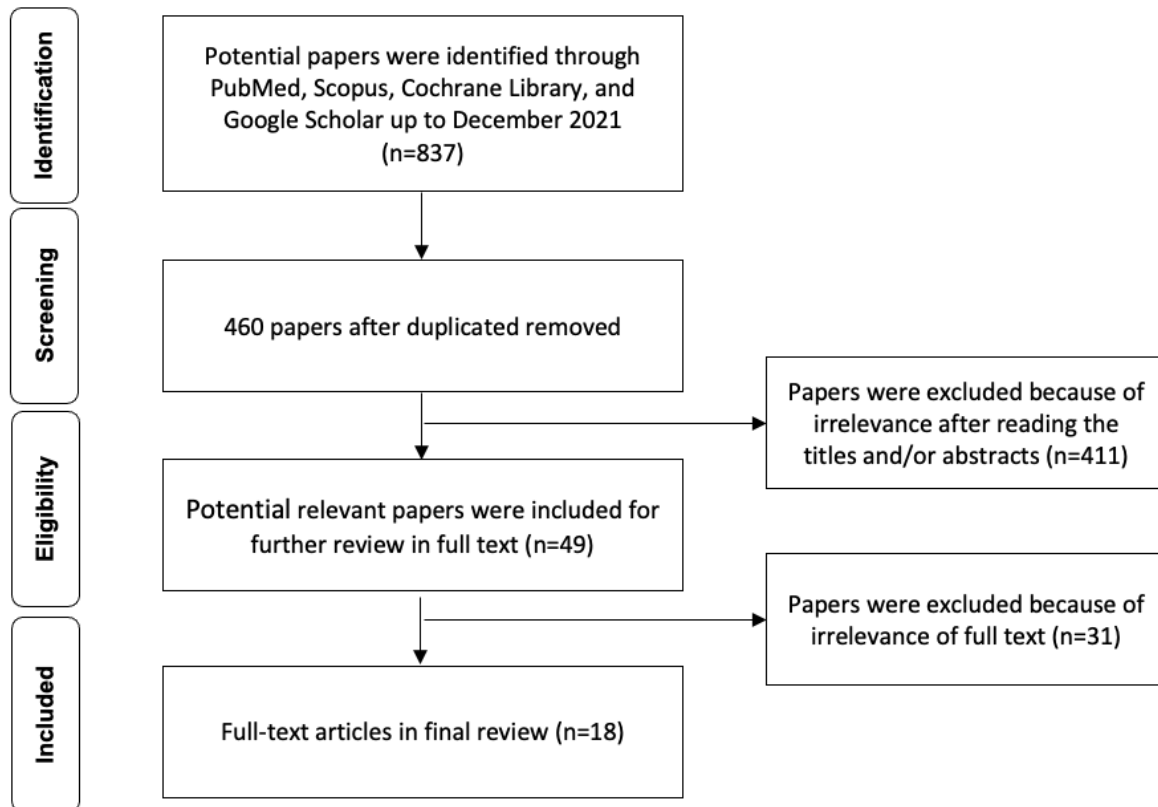 Identification
Potential papers were identified through
PubMed, Scopus, Cochrane Library, and
Google Scholar up to December 2021
(n=837)
Screening
460 papers after duplicated removed
Papers were excluded because of
irrelevance after reading the
titles and/or abstracts (n=411)
Eligibility
Potential relevant papers were included for
further review in full text (n=49)
Papers were excluded because of
irrelevance of full text (n=31)
Included
Full-text articles in final review (n=18)